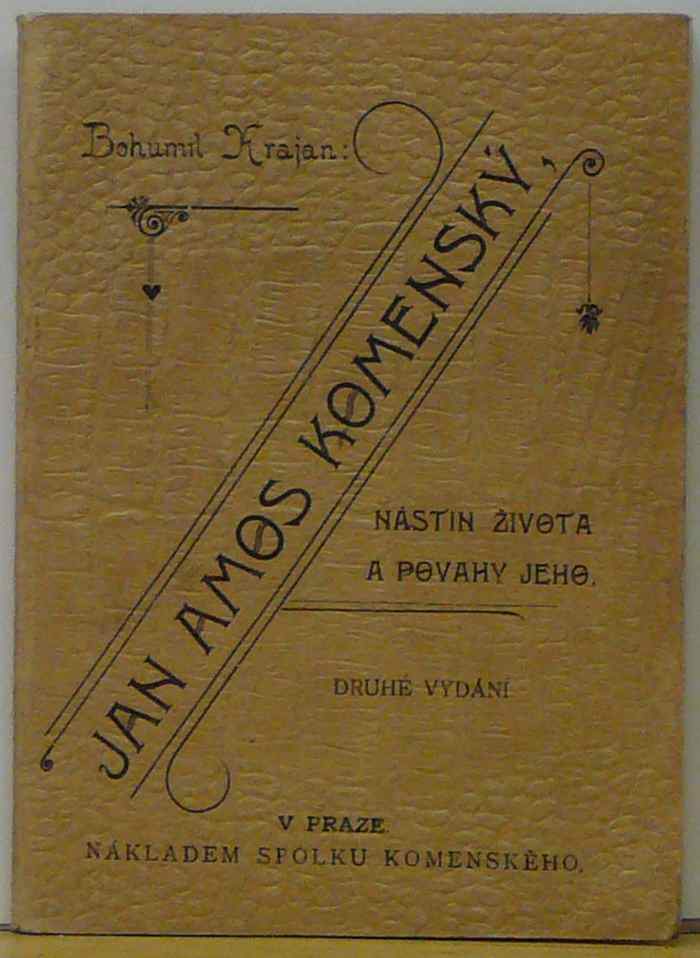 Bohumil Krajan:
JAN AMOS KOMENSKÝ,
NÁSTIN ŽIVOTA
A POVAHY JEHO.
DRUHÉ VYDÁNÍ
V PRAZE.
NÁKLADEM SPOLKU KOMENSKÉHO.